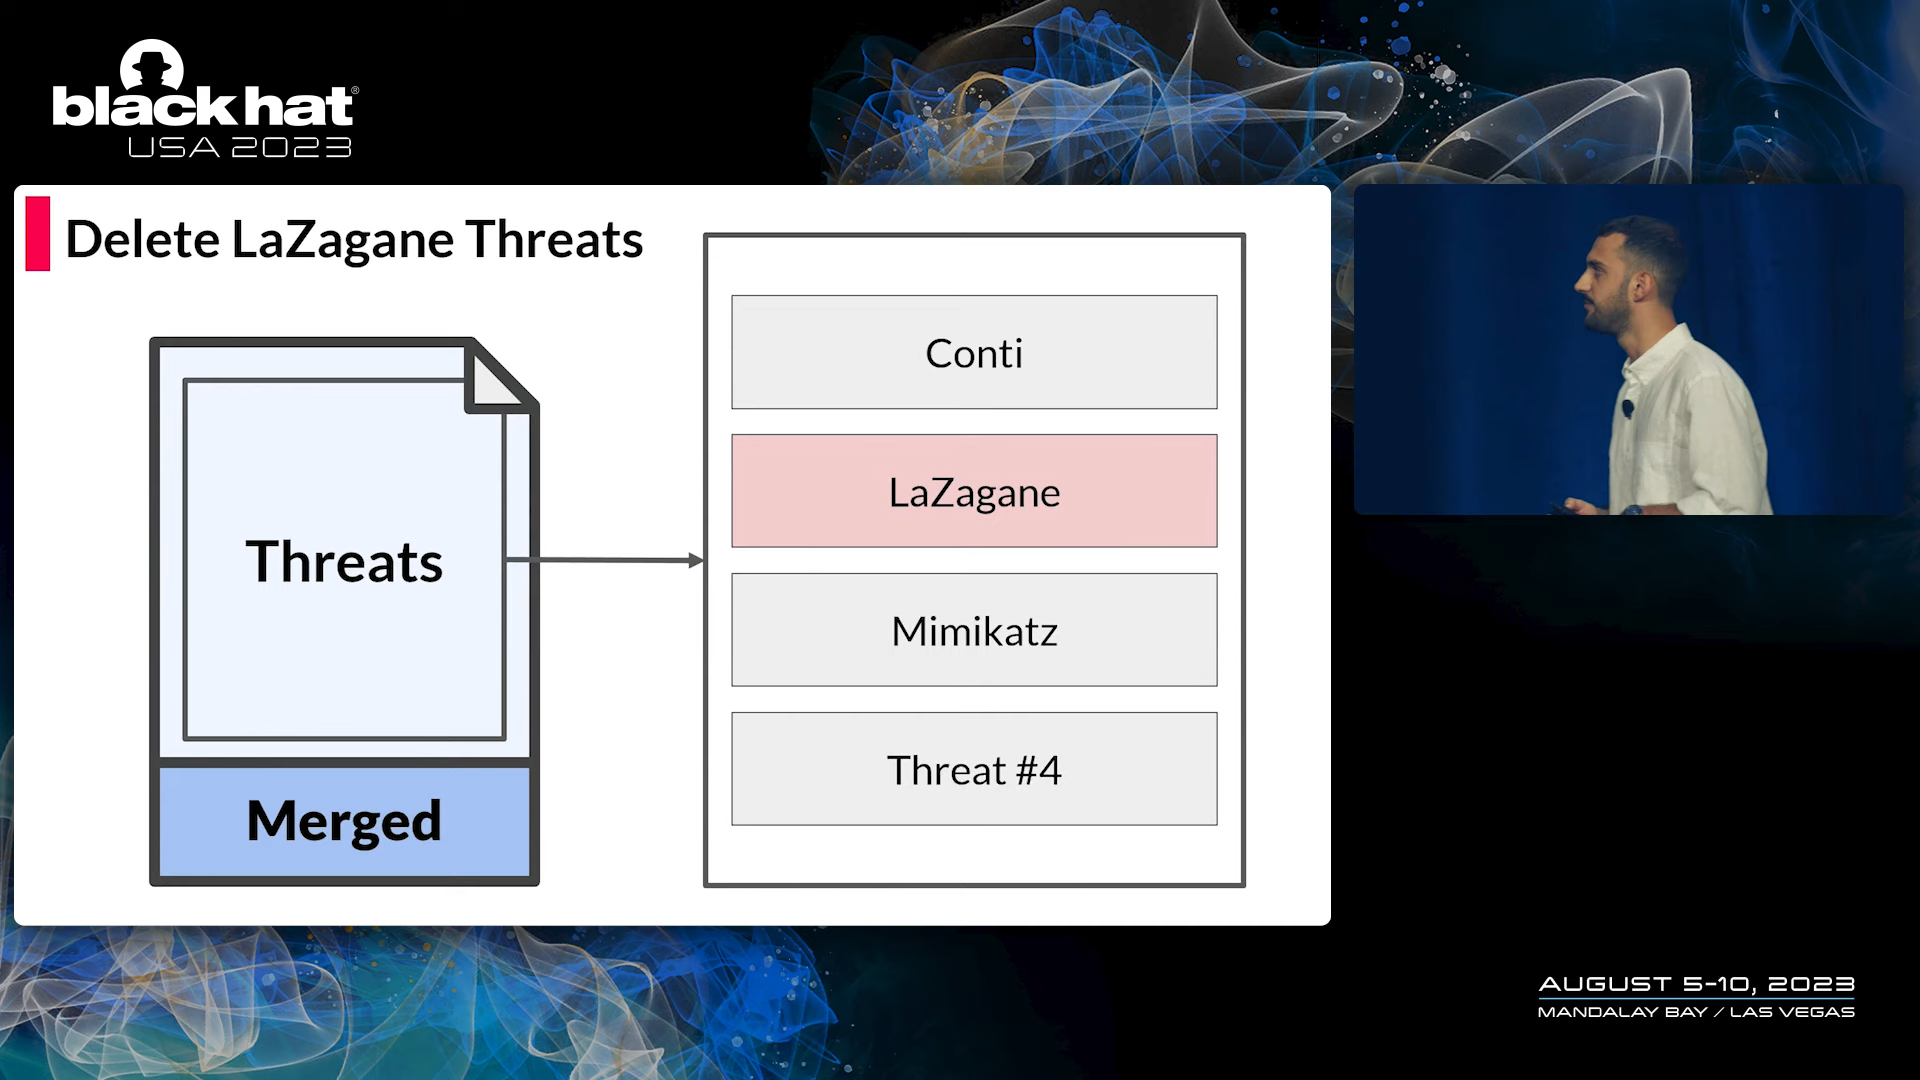 black hat®
USA 2023
Delete LaZagane Threats
Threats
Merged
Conti
LaZagane
Mimikatz
Threat #4
AUGUST 5-10, 2023
MANDALAY BAY / LAS VEGAS